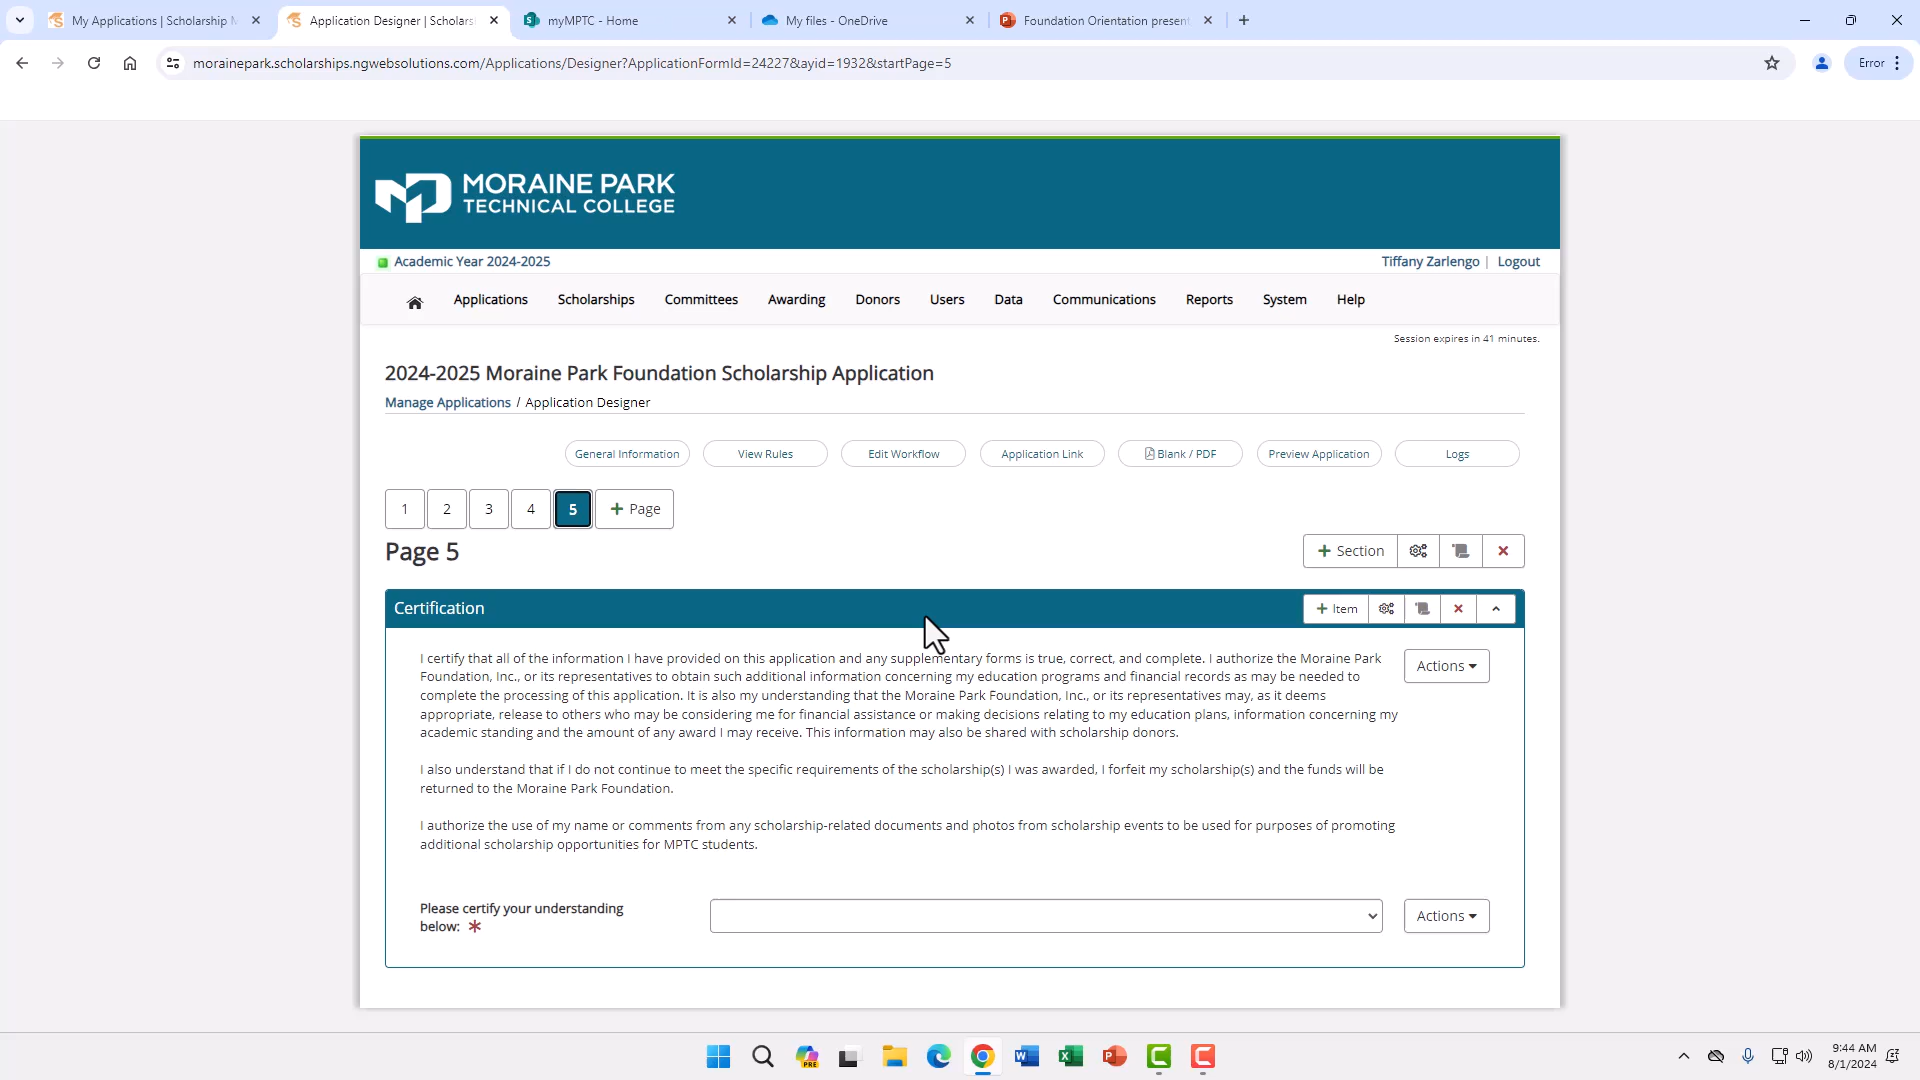 My Applications | Scholarship M
Application Designer | Scholars
myMPTC - Home
My files - OneDrive
Foundation Orientation present
morainepark.scholarships.ngwebsolutions.com/Applications/Designer?ApplicationFormId=24227&ayid=1932&startPage=5
Error
MORAINE PARK
TECHNICAL COLLEGE
Academic Year 2024-2025
Tiffany Zarlengo | Logout
Applications Scholarships Committees Awarding Donors Users Data Communications Reports System Help
Session expires in 41 minutes.
2024-2025 Moraine Park Foundation Scholarship Application
Manage Applications / Application Designer
General Information View Rules Edit Workflow Application Link Blank / PDF Preview Application Logs
1 2 3 4 5 + Page
Page 5
+ Section
Certification
+ Item
I certify that all of the information I have provided on this application and any supplementary forms is true, correct, and complete. I authorize the Moraine Park
Foundation, Inc., or its representatives to obtain such additional information concerning my education programs and financial records as may be needed to
complete the processing of this application. It is also my understanding that the Moraine Park Foundation, Inc., or its representatives may, as it deems
appropriate, release to others who may be considering me for financial assistance or making decisions relating to my education plans, information concerning my
academic standing and the amount of any award I may receive. This information may also be shared with scholarship donors.
Actions
I also understand that if I do not continue to meet the specific requirements of the scholarship(s) I was awarded, I forfeit my scholarship(s) and the funds will be
returned to the Moraine Park Foundation.
I authorize the use of my name or comments from any scholarship-related documents and photos from scholarship events to be used for purposes of promoting
additional scholarship opportunities for MPTC students.
Please certify your understanding
below: *
Actions
9:44 AM
8/1/2024